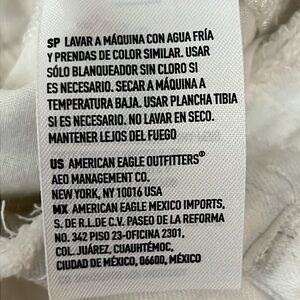 SP LAVAR A MÁQUINA CON AGUA FRÍA
Y PRENDAS DE COLOR SIMILAR. USAR
SÓLO BLANQUEADOR SIN CLORO SI
ES NECESARIO. SECAR A MÁQUINA A
TEMPERATURA BAJA. USAR PLANCHA TIBIA
SI ES NECESARIO. NO LAVAR EN SECO.
MANTENER LEJOS DEL FUEGO
US AMERICAN EAGLE OUTFITTERS®
AEO MANAGEMENT CO.
NEW YORK, NY 10016 USA
MX AMERICAN EAGLE MEXICO IMPORTS,
S. DE R.L.DE C.V. PASEO DE LA REFORMA
NO. 342 PISO 23-OFICINA 2301,
COL. JUÁREZ, CUAUHTÉMOC,
CIUDAD DE MÉXICO, 06600, MÉXICO